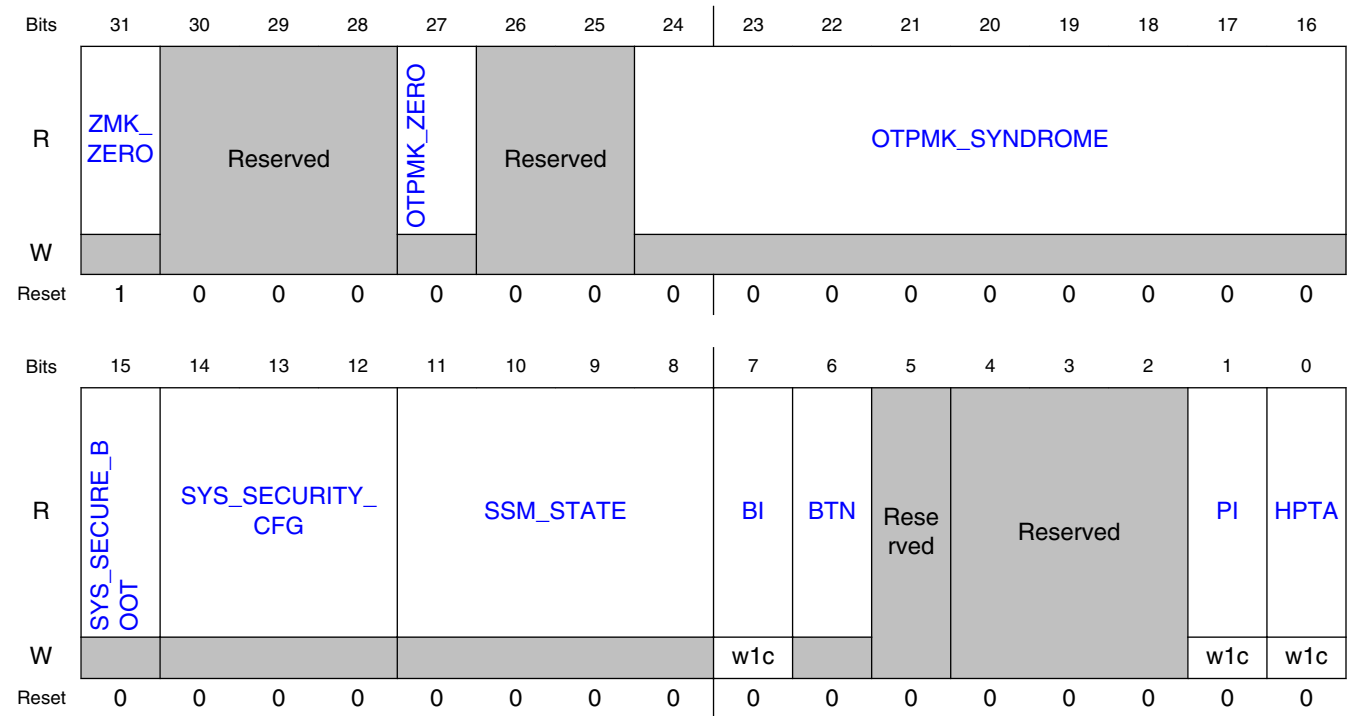 Bits 31 30 29 28 27 26 25 24 23 22 21 20 19 18 17 16
R ZMK_ Reserved OTPMK_ZERO Reserved OTPMK_SYNDROME
ZERO
W
Reset 1 0 0 0 0 0 0 0 0 0 0 0 0 0 0 0
Bits 15 14 13 12 11 10 9 8 7 6 5 4 3 2 1 0
R SYS_SECURE_B SYS_SECURITY_ SSM_STATE BI BTN Rese Reserved PI HPTA
OOT CFG rved
W w1c w1c w1c
Reset 0 0 0 0 0 0 0 0 0 0 0 0 0 0 0 0